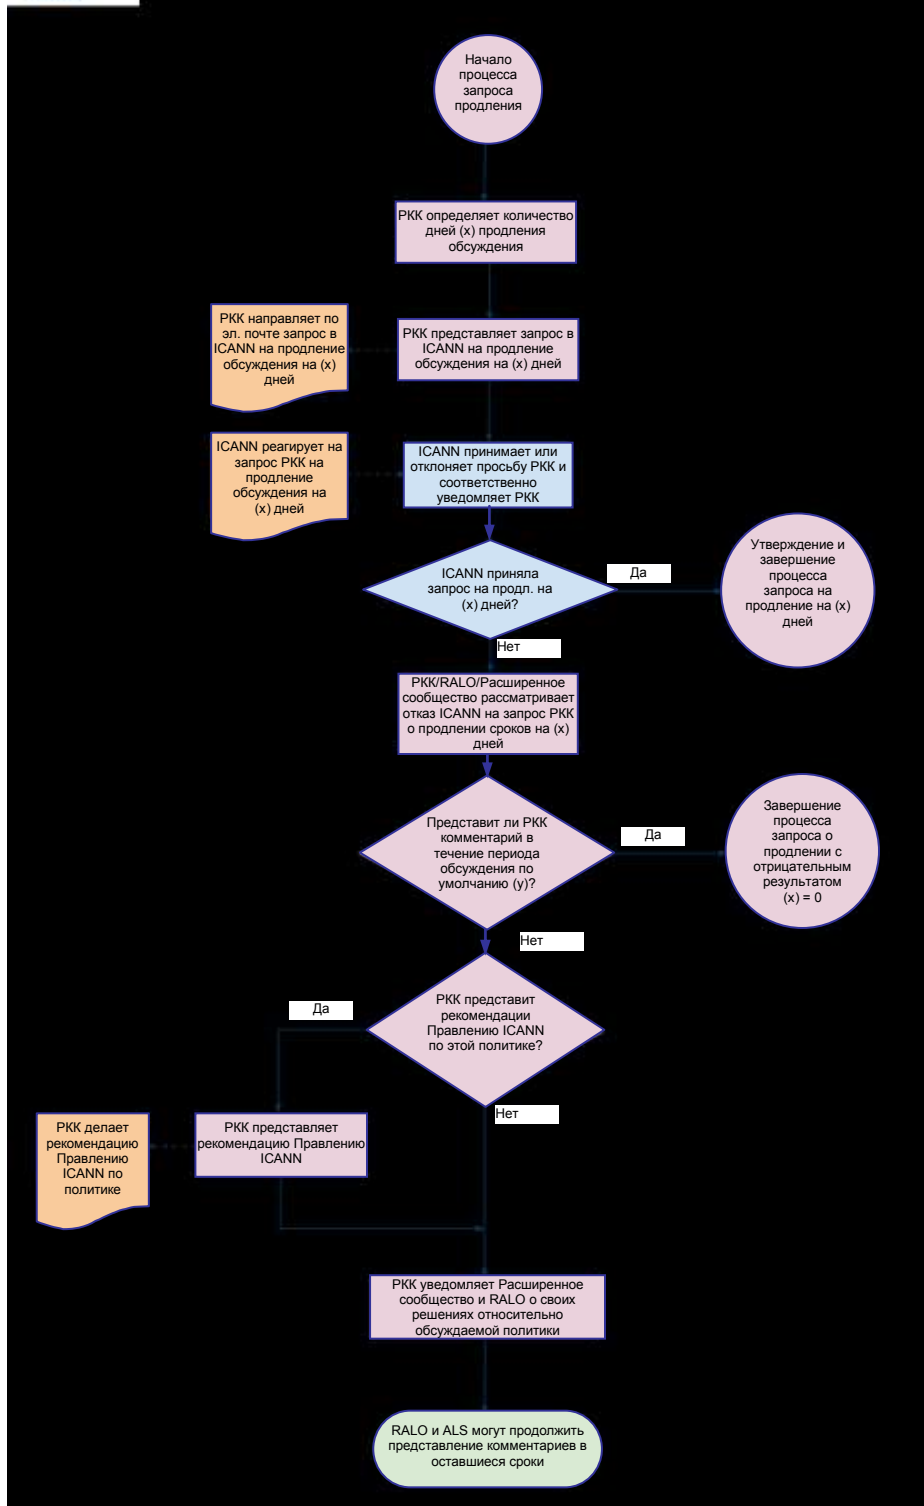 Начало
процесса
запроса
продления
РКК определяет количество
дней (x) продления
обсуждения
РКК направляет по
эл. почте запрос в
ICANN на продление
обсуждения на (x)
дней
РКК представляет запрос в
ICANN на продление
обсуждения на (x) дней
ICANN реагирует на
запрос РКК на
продление
обсуждения на
(x) дней
ICANN принимает или
отклоняет просьбу РКК и
соответственно
уведомляет РКК
ICANN приняла
запрос на продл. на
(x) дней?
Да
Утверждение и
завершение
процесса
запроса на
продление на (x)
дней
Нет
РКК/RALO/Расширенное
сообщество рассматривает
отказ ICANN на запрос РКК
о продлении сроков на (x)
дней
Представит ли РКК
комментарий в
течение периода
обсуждения по
умолчанию (y)?
Да
Завершение
процесса
запроса о
продлении с
отрицательным
результатом
(x) = 0
Нет
РКК представит
рекомендации
Правлению ICANN
по этой политике?
Да
Нет
РКК делает
рекомендацию
Правлению
ICANN по
политике
РКК представляет
рекомендацию Правлению
ICANN
РКК уведомляет Расширенное
сообщество и RALO о своих
решениях относительно
обсуждаемой политики
RALO и ALS могут продолжить
представление комментариев в
оставшиеся сроки